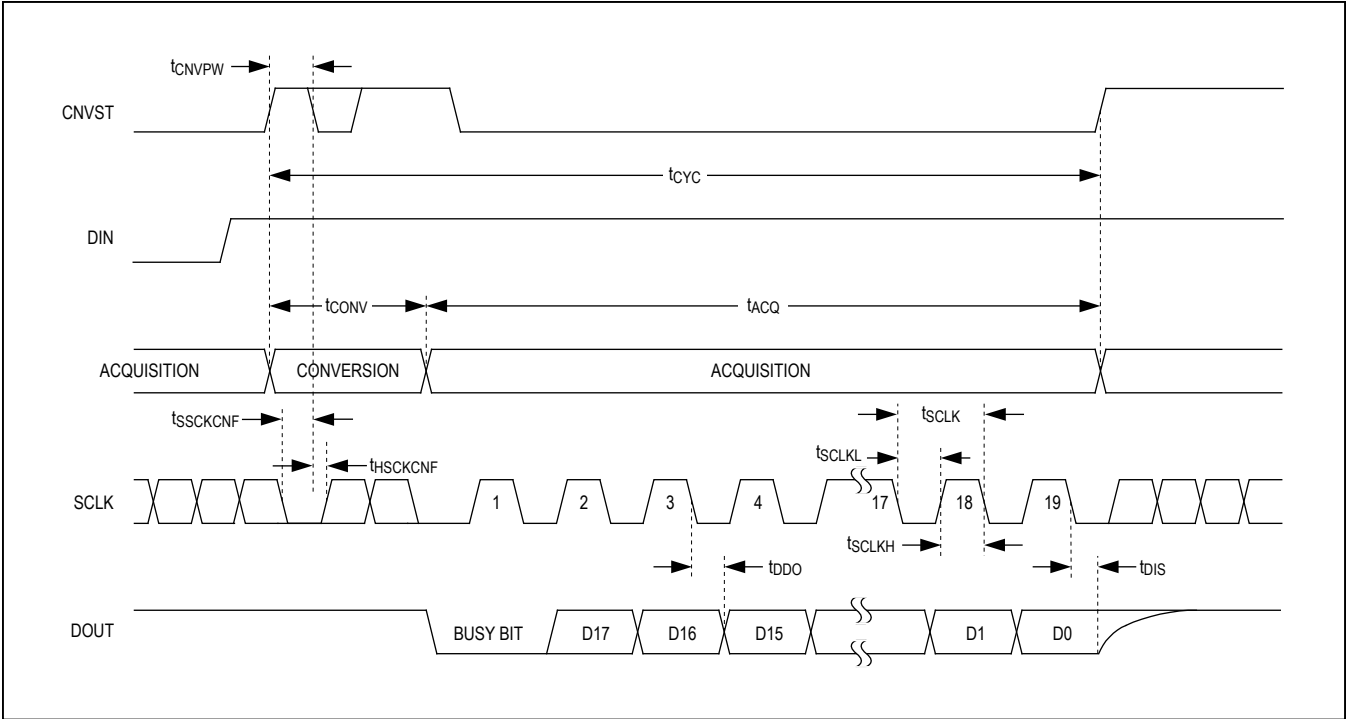 tCNVPW
CNVST
tCYC
DIN
tCONV
tACQ
ACQUISITION CONVERSION ACQUISITION
tSSCKCNF
tSCLK
tHSCKCNF
tSCLKL
SCLK 1 2 3 4 17 18 19
tSCLKH
tDDO
tDIS
DOUT BUSY BIT D17 D16 D15 D1 D0